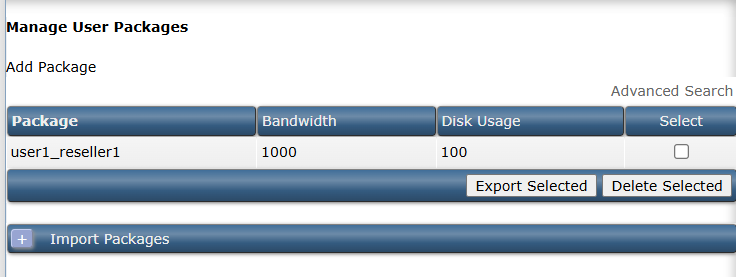 Manage User Packages
Add Package
Advanced Search
Package Bandwidth Disk Usage Select
user1_reseller1 1000 100
Export Selected Delete Selected
+ Import Packages